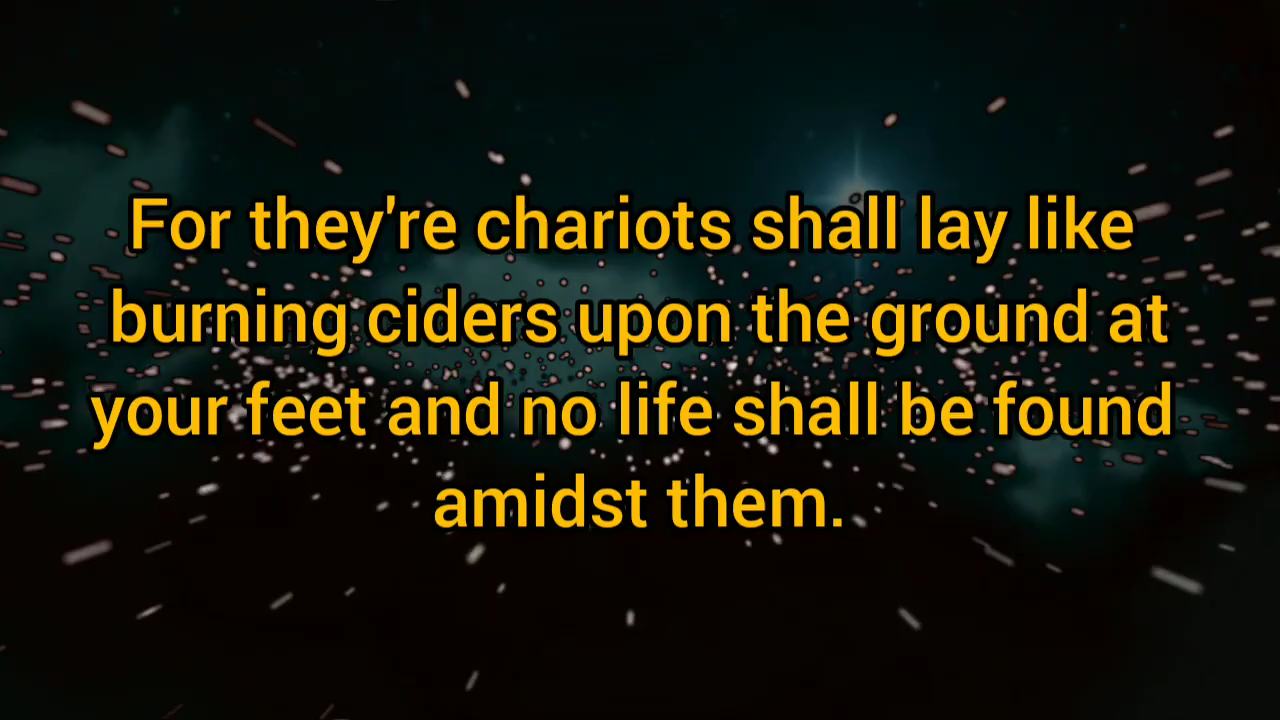 For they're chariots shall lay like
burning ciders upon the ground at
your feet and no life shall be found
amidst them.